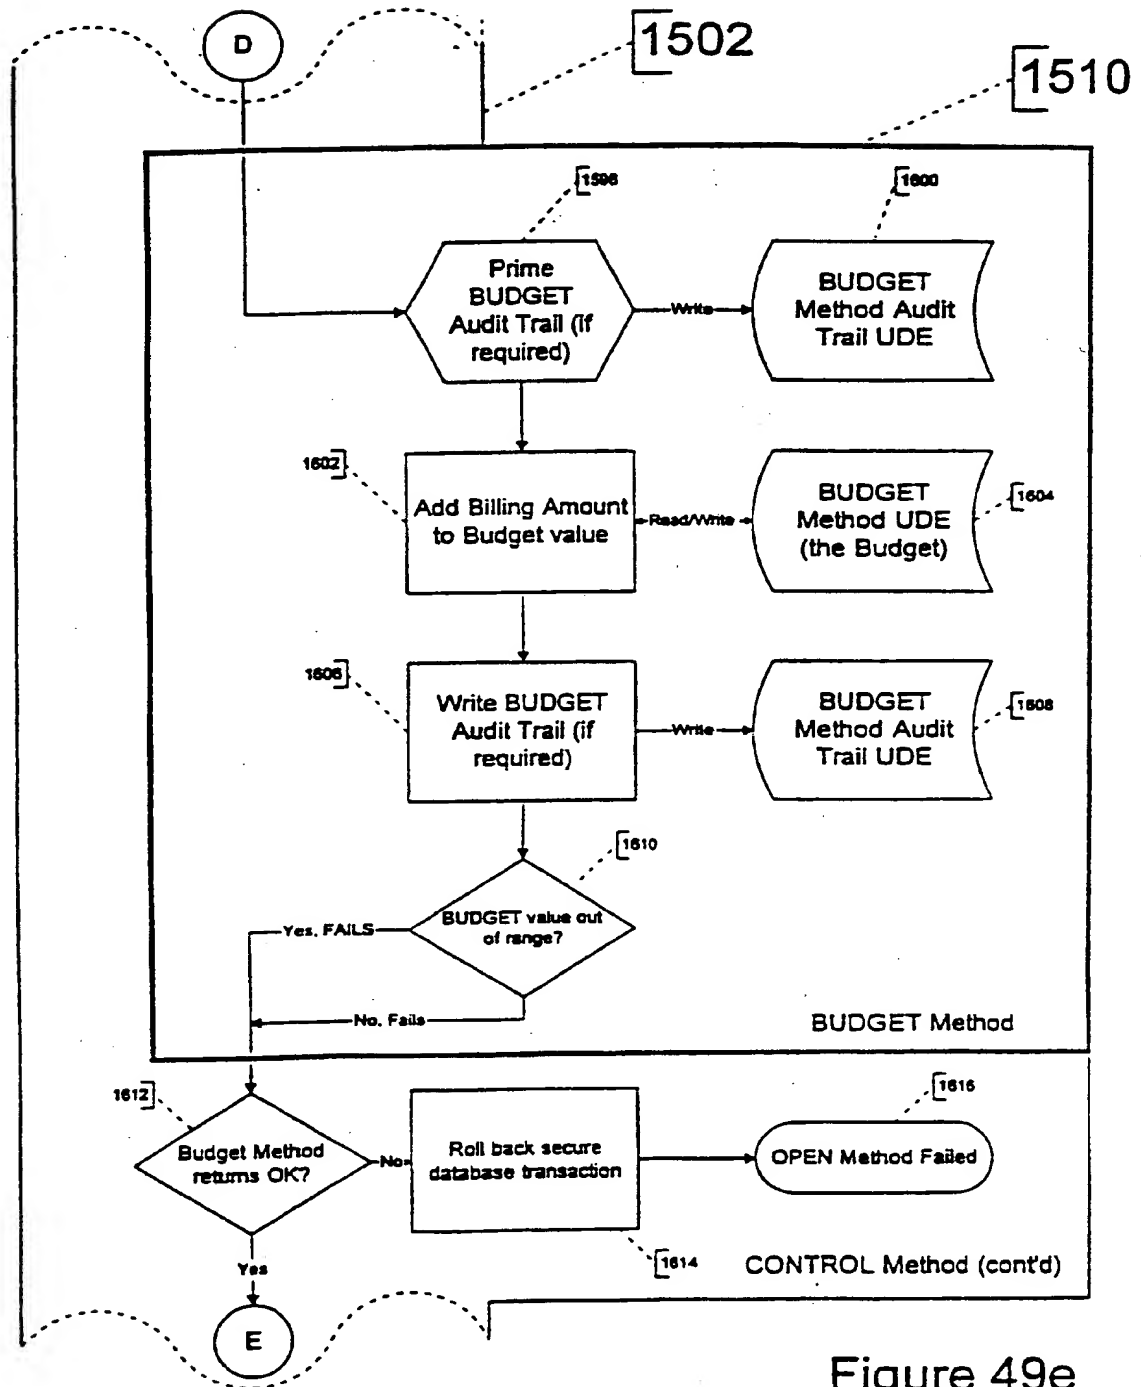 D
1502
1510
1598
1600
Prime
BUDGET
Audit Trail (if
required)
Write
BUDGET
Method Audit
Trail UDE
1602
Add Billing Amount
to Budget value
Read/Write
BUDGET
Method UDE
(the Budget)
1604
1606
Write BUDGET
Audit Trail (if
required)
Write
BUDGET
Method Audit
Trail UDE
1608
1610
BUDGET value out
of range?
Yes, FAILS
No, Fails
BUDGET Method
1612
Budget Method
returns OK?
No
Roll back secure
database transaction
1616
OPEN Method Failed
1614
CONTROL Method (cont'd)
Yes
E
Figure 49e